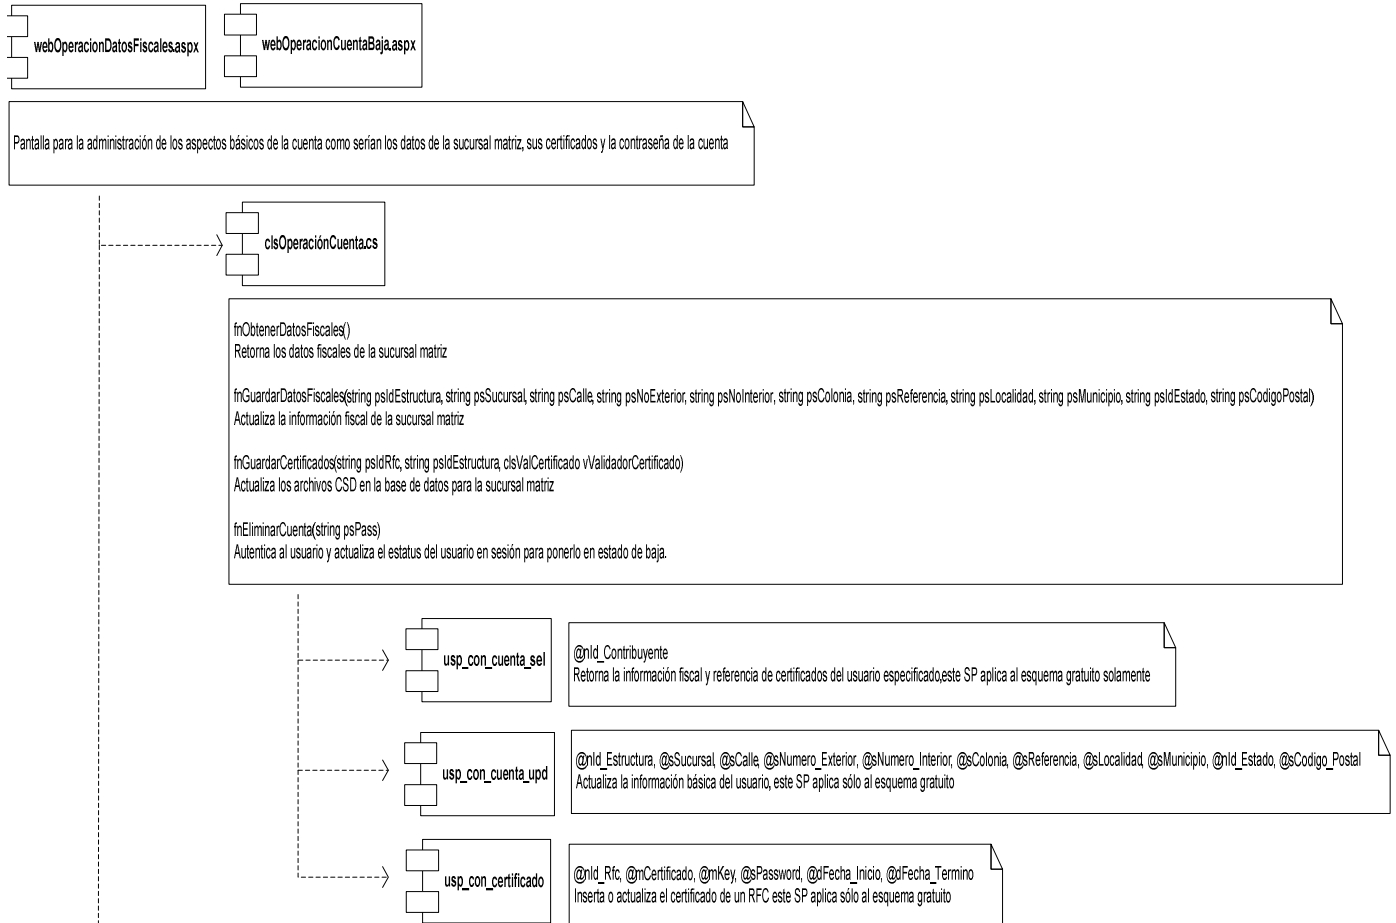 webOperacionDatosFiscales.aspx
webOperacionCuentaBaja.aspx
Pantalla para la administración de los aspectos básicos de la cuenta como serían los datos de la sucursal matriz, sus certificados y la contraseña de la cuenta
clsOperaciónCuenta.cs
fnObtenerDatosFiscales()
Retorna los datos fiscales de la sucursal matriz
fnGuardarDatosFiscales(string psIdEstructura, string psSucursal, string psCalle, string psNoExterior, string psNoInterior, string psColonia, string psReferencia, string psLocalidad, string psMunicipio, string psIdEstado, string psCodigoPostal)
Actualiza la información fiscal de la sucursal matriz
fnGuardarCertificados(string psIdRfc, string psIdEstructura, clsValCertificado vValidadorCertificado)
Actualiza los archivos CSD en la base de datos para la sucursal matriz
fnEliminarCuenta(string psPass)
Autentica al usuario y actualiza el estatus del usuario en sesión para ponerlo en estado de baja.
usp_con_cuenta_sel
@nId_Contribuyente
Retorna la información fiscal y referencia de certificados del usuario especificado,este SP aplica al esquema gratuito solamente
usp_con_cuenta_upd
@nId_Estructura, @sSucursal, @sCalle, @sNumero_Exterior, @sNumero_Interior, @sColonia, @sReferencia, @sLocalidad, @sMunicipio, @nId_Estado, @sCodigo_Postal
Actualiza la información básica del usuario, este SP aplica sólo al esquema gratuito
usp_con_certificado
@nId_Rfc, @mCertificado, @mKey, @sPassword, @dFecha_Inicio, @dFecha_Termino
Inserta o actualiza el certificado de un RFC este SP aplica sólo al esquema gratuito